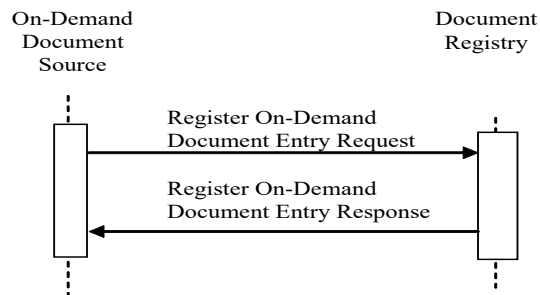 On-Demand
Document
Source
Document
Registry
Register On-Demand
Document Entry Request
Register On-Demand
Document Entry Response